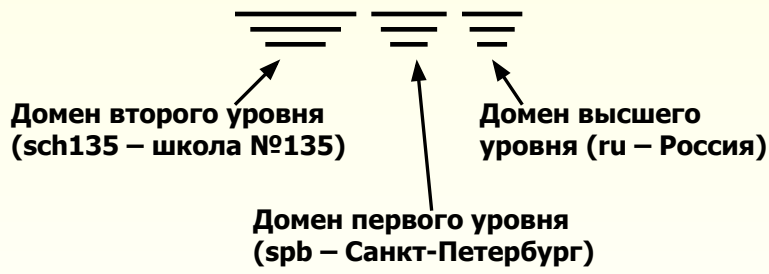 Домен второго уровня
(sch135 – школа №135)
Домен высшего
уровня (ru – Россия)
Домен первого уровня
(spb – Санкт-Петербург)